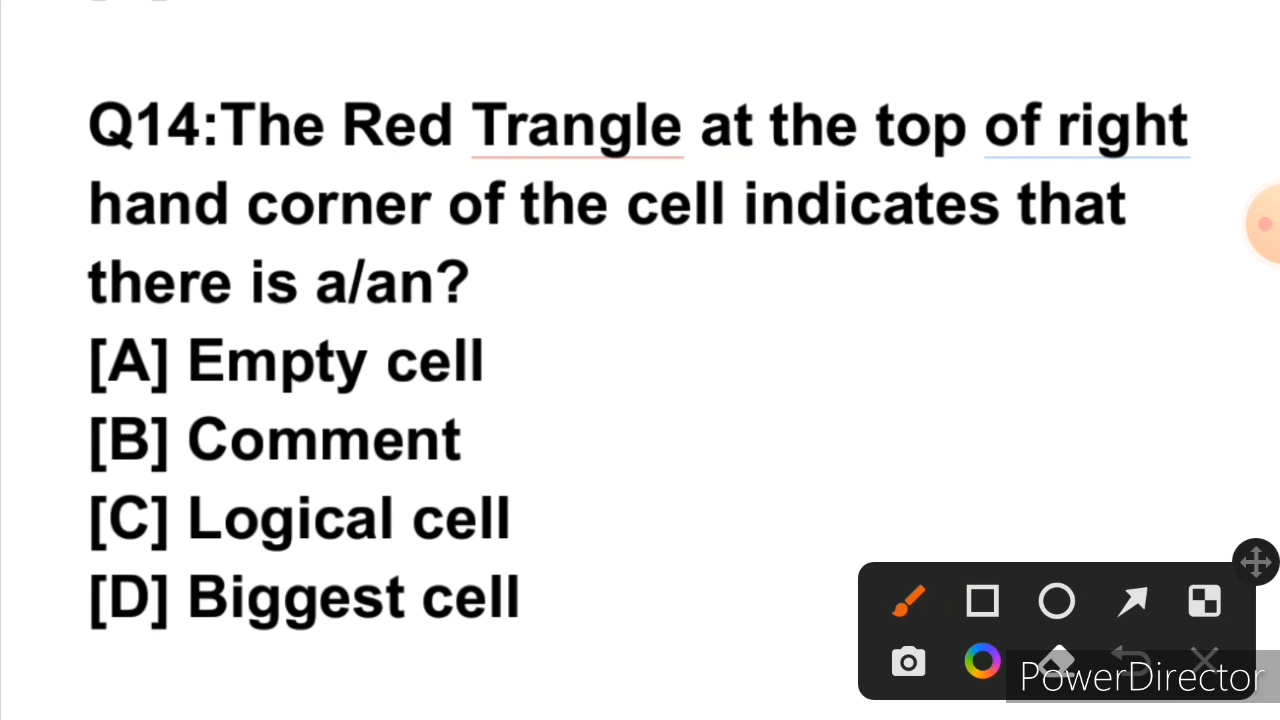 Q14:The Red Trangle at the top of right
hand corner of the cell indicates that
there is a/an?
[A] Empty cell
[B] Comment
[C] Logical cell
[D] Biggest cell
PowerDirector